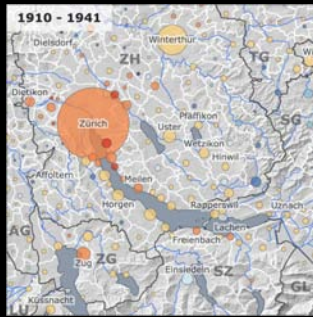 1910 - 1941
Dielsdorf
Winterthur
ZH
TG
Wi
Dietikon
Zürich
Pfäffikon
Uster
SG
Wetzikon
Hinwil
Affoltern
Meilen
Horgen
Rapperswil
Uznach
Lachen
AG
Freienbach
ZG
Zug
Einsiedeln
SZ
GL
Küssnacht
LU